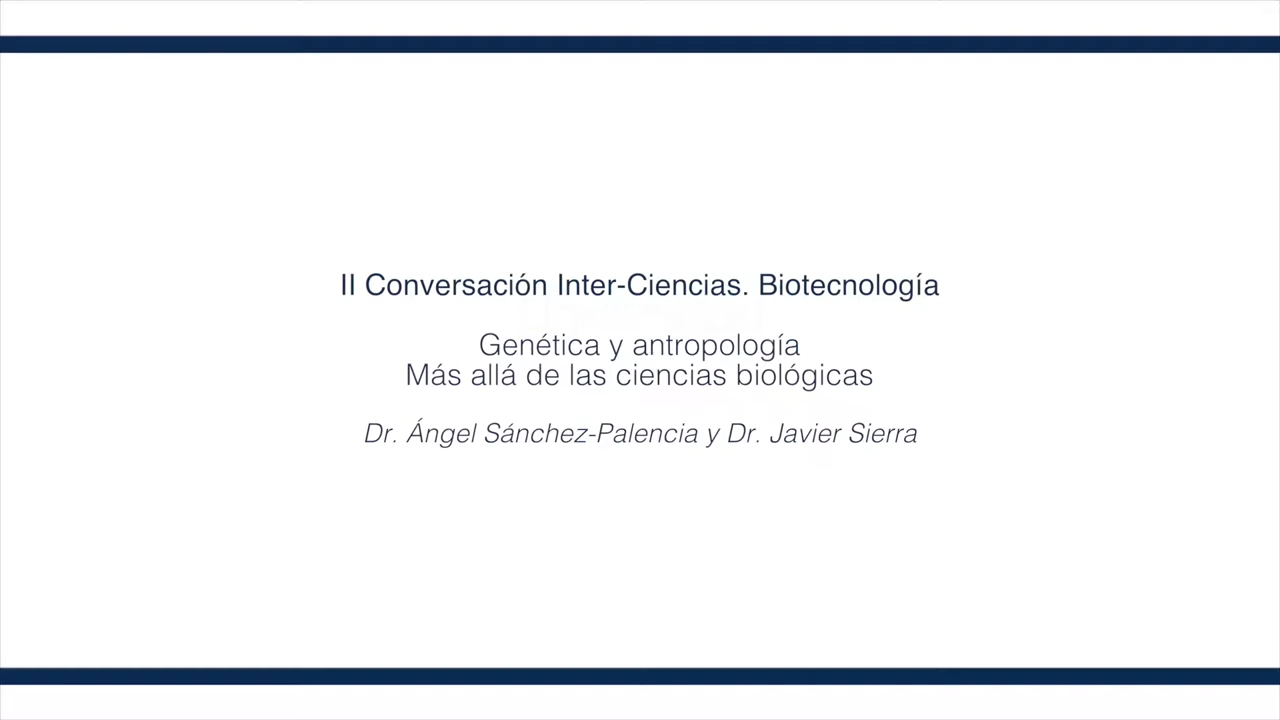 II Conversación Inter-Ciencias. Biotecnología
Genética y antropología
Más allá de las ciencias biológicas
Dr. Ángel Sánchez-Palencia y Dr. Javier Sierra